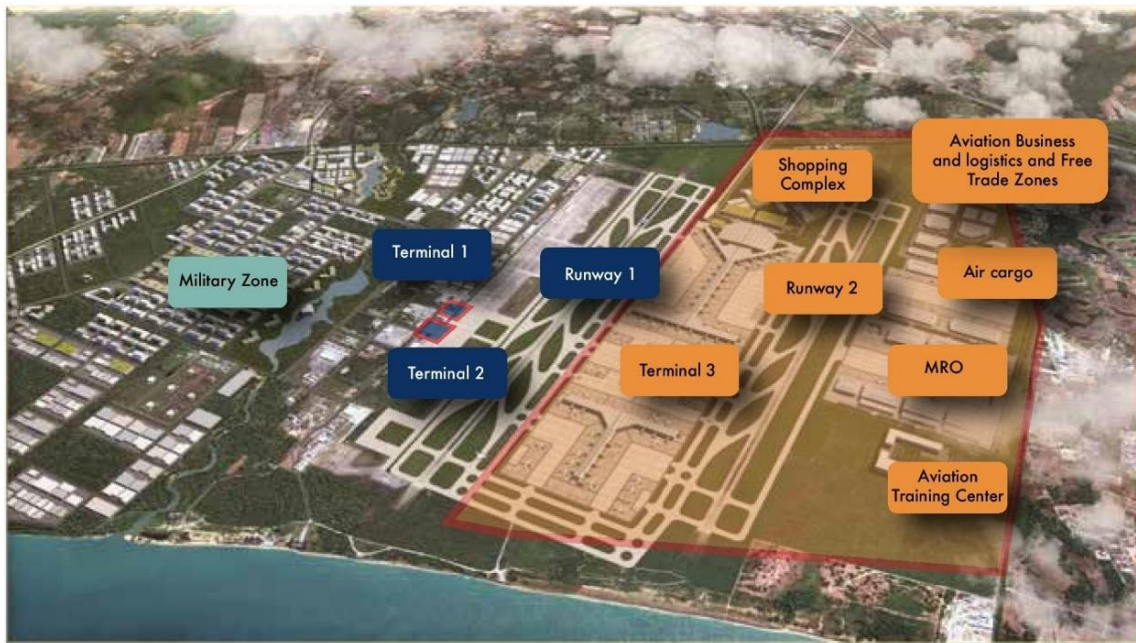 Shopping
Complex
Aviation Business
and logistics and Free
Trade Zones
Terminal 1
Military Zone
Runway 1
Runway 2
Air cargo
Terminal 2
Terminal 3
MRO
Aviation
Training Center